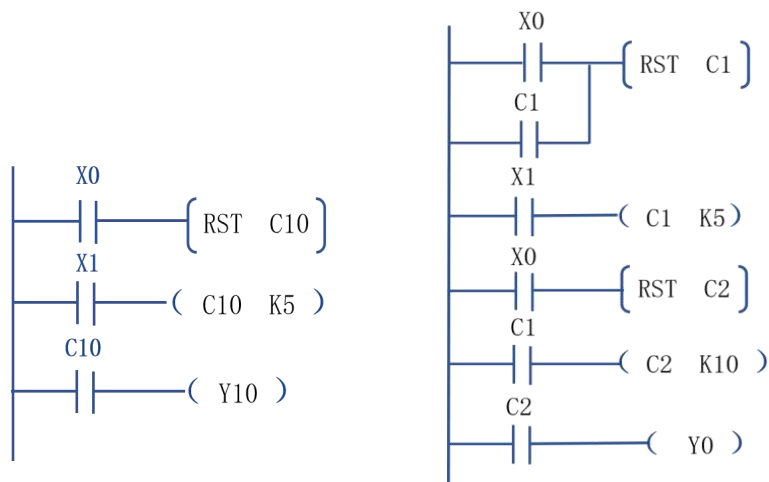 X0
RST C10
X1
C10 K5
C10
Y10
X0
RST C1
C1
X1
C1 K5
X0
RST C2
C1
C2 K10
C2
Y0